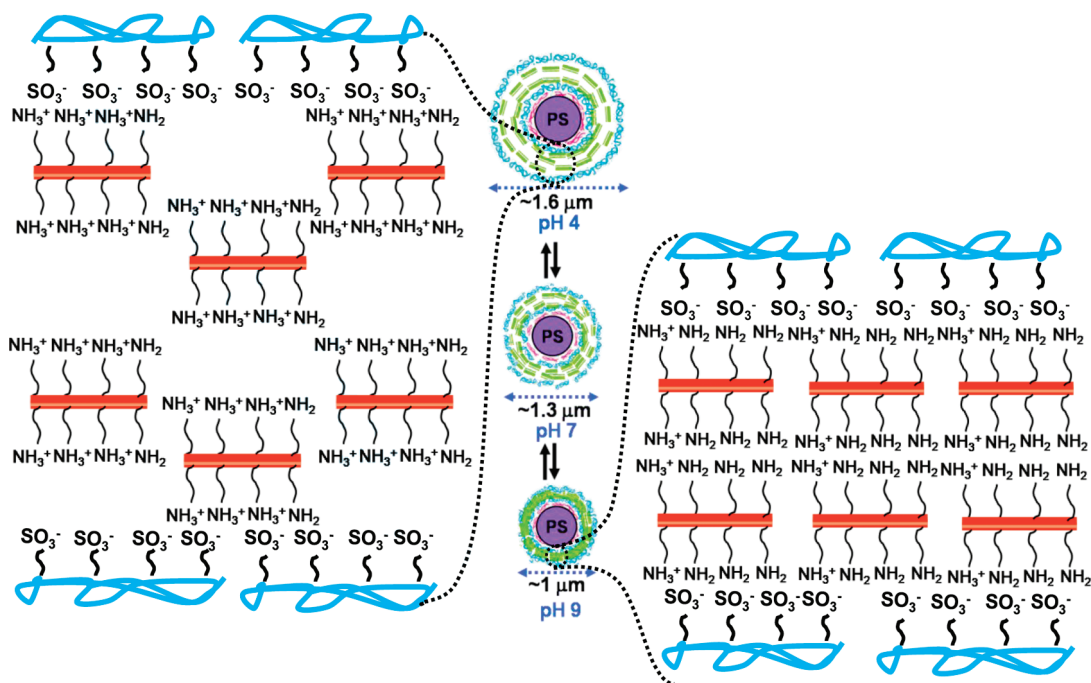 SO₃⁻ SO₃⁻ SO₃⁻ SO₃⁻ SO₃⁻ SO₃⁻ SO₃⁻ SO₃⁻
NH₃⁺ NH₃⁺ NH₃⁺ NH₂ NH₃⁺ NH₃⁺ NH₃⁺ NH₂
NH₃⁺ NH₃⁺ NH₃⁺ NH₂
NH₃⁺ NH₃⁺ NH₃⁺ NH₂ NH₃⁺ NH₃⁺ NH₃⁺ NH₂
NH₃⁺ NH₃⁺ NH₃⁺ NH₂
NH₃⁺ NH₃⁺ NH₃⁺ NH₂ NH₃⁺ NH₃⁺ NH₃⁺ NH₂
NH₃⁺ NH₃⁺ NH₃⁺ NH₂
NH₃⁺ NH₃⁺ NH₃⁺ NH₂ NH₃⁺ NH₃⁺ NH₃⁺ NH₂
NH₃⁺ NH₃⁺ NH₃⁺ NH₂
SO₃⁻ SO₃⁻ SO₃⁻ SO₃⁻ SO₃⁻ SO₃⁻ SO₃⁻ SO₃⁻
PS
~1.6 μm
pH 4
PS
~1.3 μm
pH 7
PS
~1 μm
pH 9
SO₃⁻ SO₃⁻ SO₃⁻ SO₃⁻ SO₃⁻ SO₃⁻ SO₃⁻ SO₃⁻
NH₃⁺ NH₂ NH₂ NH₂ NH₃⁺ NH₂ NH₂ NH₂ NH₃⁺ NH₂ NH₂ NH₂
NH₃⁺ NH₂ NH₂ NH₂ NH₃⁺ NH₂ NH₂ NH₂ NH₃⁺ NH₂ NH₂ NH₂
NH₃⁺ NH₂ NH₂ NH₂ NH₃⁺ NH₂ NH₂ NH₂ NH₃⁺ NH₂ NH₂ NH₂
NH₃⁺ NH₂ NH₂ NH₂ NH₃⁺ NH₂ NH₂ NH₂ NH₃⁺ NH₂ NH₂ NH₂
SO₃⁻ SO₃⁻ SO₃⁻ SO₃⁻ SO₃⁻ SO₃⁻ SO₃⁻ SO₃⁻